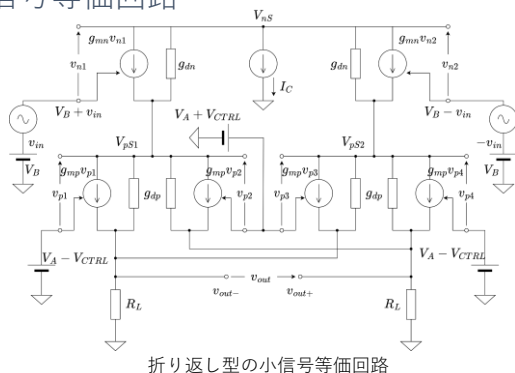 号等価回路
V_{nS}
g_{mn}v_{n1} g_{dn} g_{dn} g_{mn}v_{n2}
v_{n1} I_C v_{n2}
V_B + v_{in} V_A + V_{CTRL} V_B − v_{in}
v_{in} V_{pS1} V_{pS2} −v_{in}
V_B g_{mp}v_{p1} g_{mp}v_{p2} g_{mp}v_{p3} g_{mp}v_{p4} V_B
v_{p1} g_{dp} v_{p2} v_{p3} g_{dp} v_{p4}
V_A − V_{CTRL} V_A − V_{CTRL}
v_{out}
R_L v_{out−} v_{out+} R_L
折り返し型の小信号等価回路